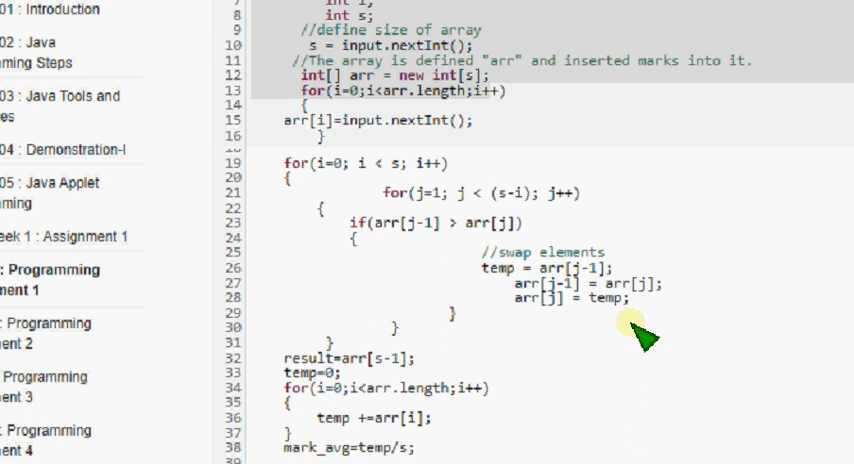 01 : Introduction
02 : Java
ming Steps
03 : Java Tools and
es
04 : Demonstration-I
05 : Java Applet
ming
eek 1 : Assignment 1
: Programming
ment 1
: Programming
ent 2
Programming
ent 3
: Programming
ent 4
7 int i;
8 int s;
9 //define size of array
10 s = input.nextInt();
11 //The array is defined "arr" and inserted marks into it.
12 int[] arr = new int[s];
13 for(i=0;i<arr.length;i++)
14 {
15 arr[i]=input.nextInt();
16 }
19 for(i=0; i < s; i++)
20 {
21 for(j=1; j < (s-i); j++)
22 {
23 if(arr[j-1] > arr[j])
24 {
25 //swap elements
26 temp = arr[j-1];
27 arr[j-1] = arr[j];
28 arr[j] = temp;
29 }
30 }
31 }
32 result=arr[s-1];
33 temp=0;
34 for(i=0;i<arr.length;i++)
35 {
36 temp +=arr[i];
37 }
38 mark_avg=temp/s;
39